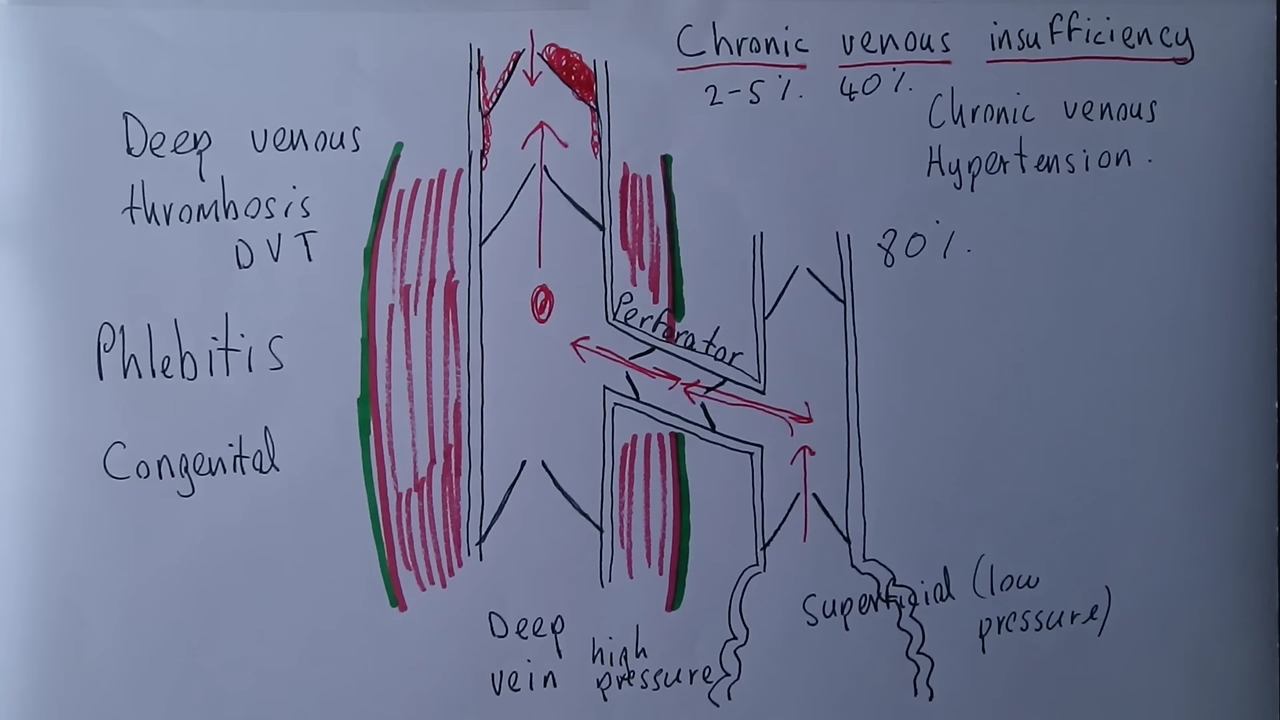 Chronic venous insufficiency
2-5%. 40%.
Chronic venous
Hypertension.
Deep venous
thrombosis
DVT
80%.
Perforator
Phlebitis
Congenital
Superficial (low
pressure)
Deep
vein
high
pressure